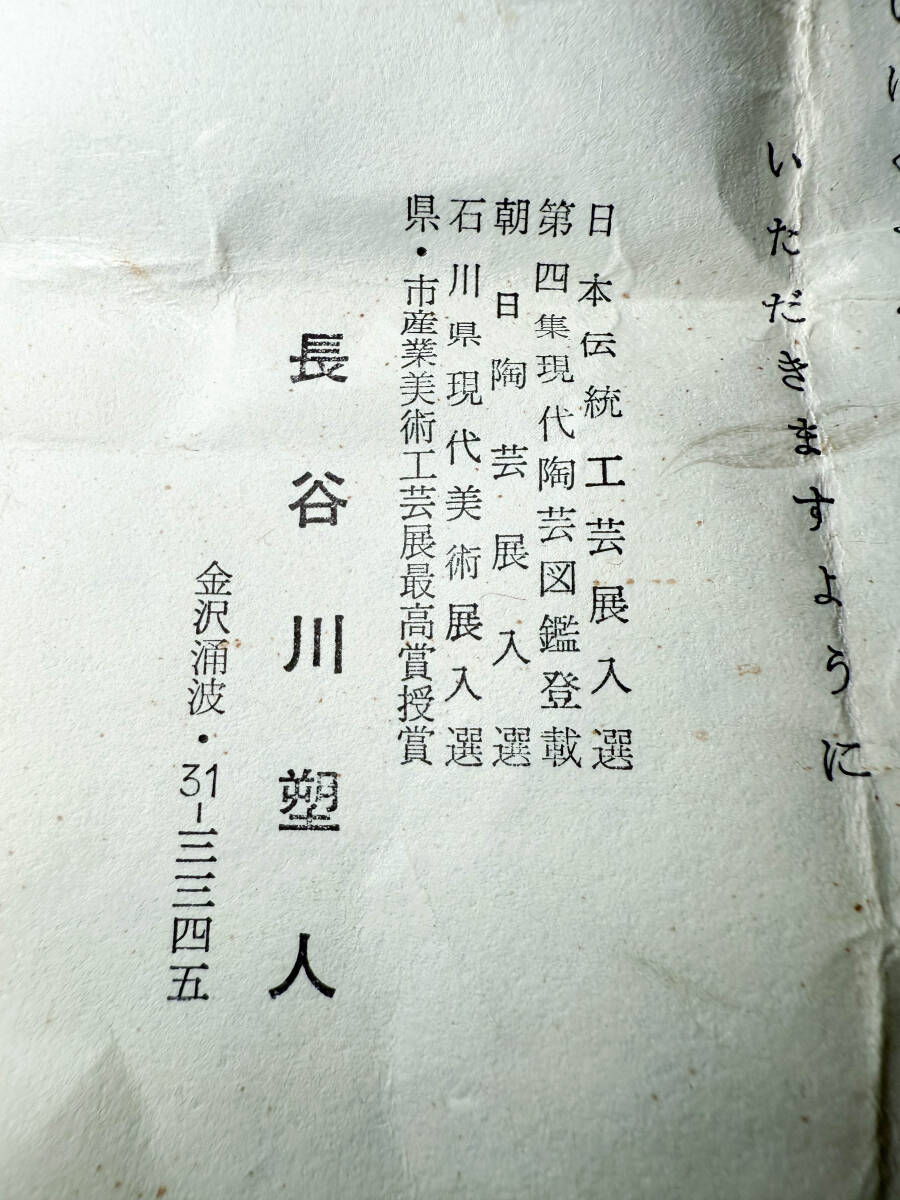 いただきますように
日本伝統工芸展入選
第四集現代陶芸図鑑登載
朝日陶芸展入選
石川県現代美術展入選
県・市産業美術工芸展最高賞授賞
長谷川塑人
金沢涌波・31-三三四五